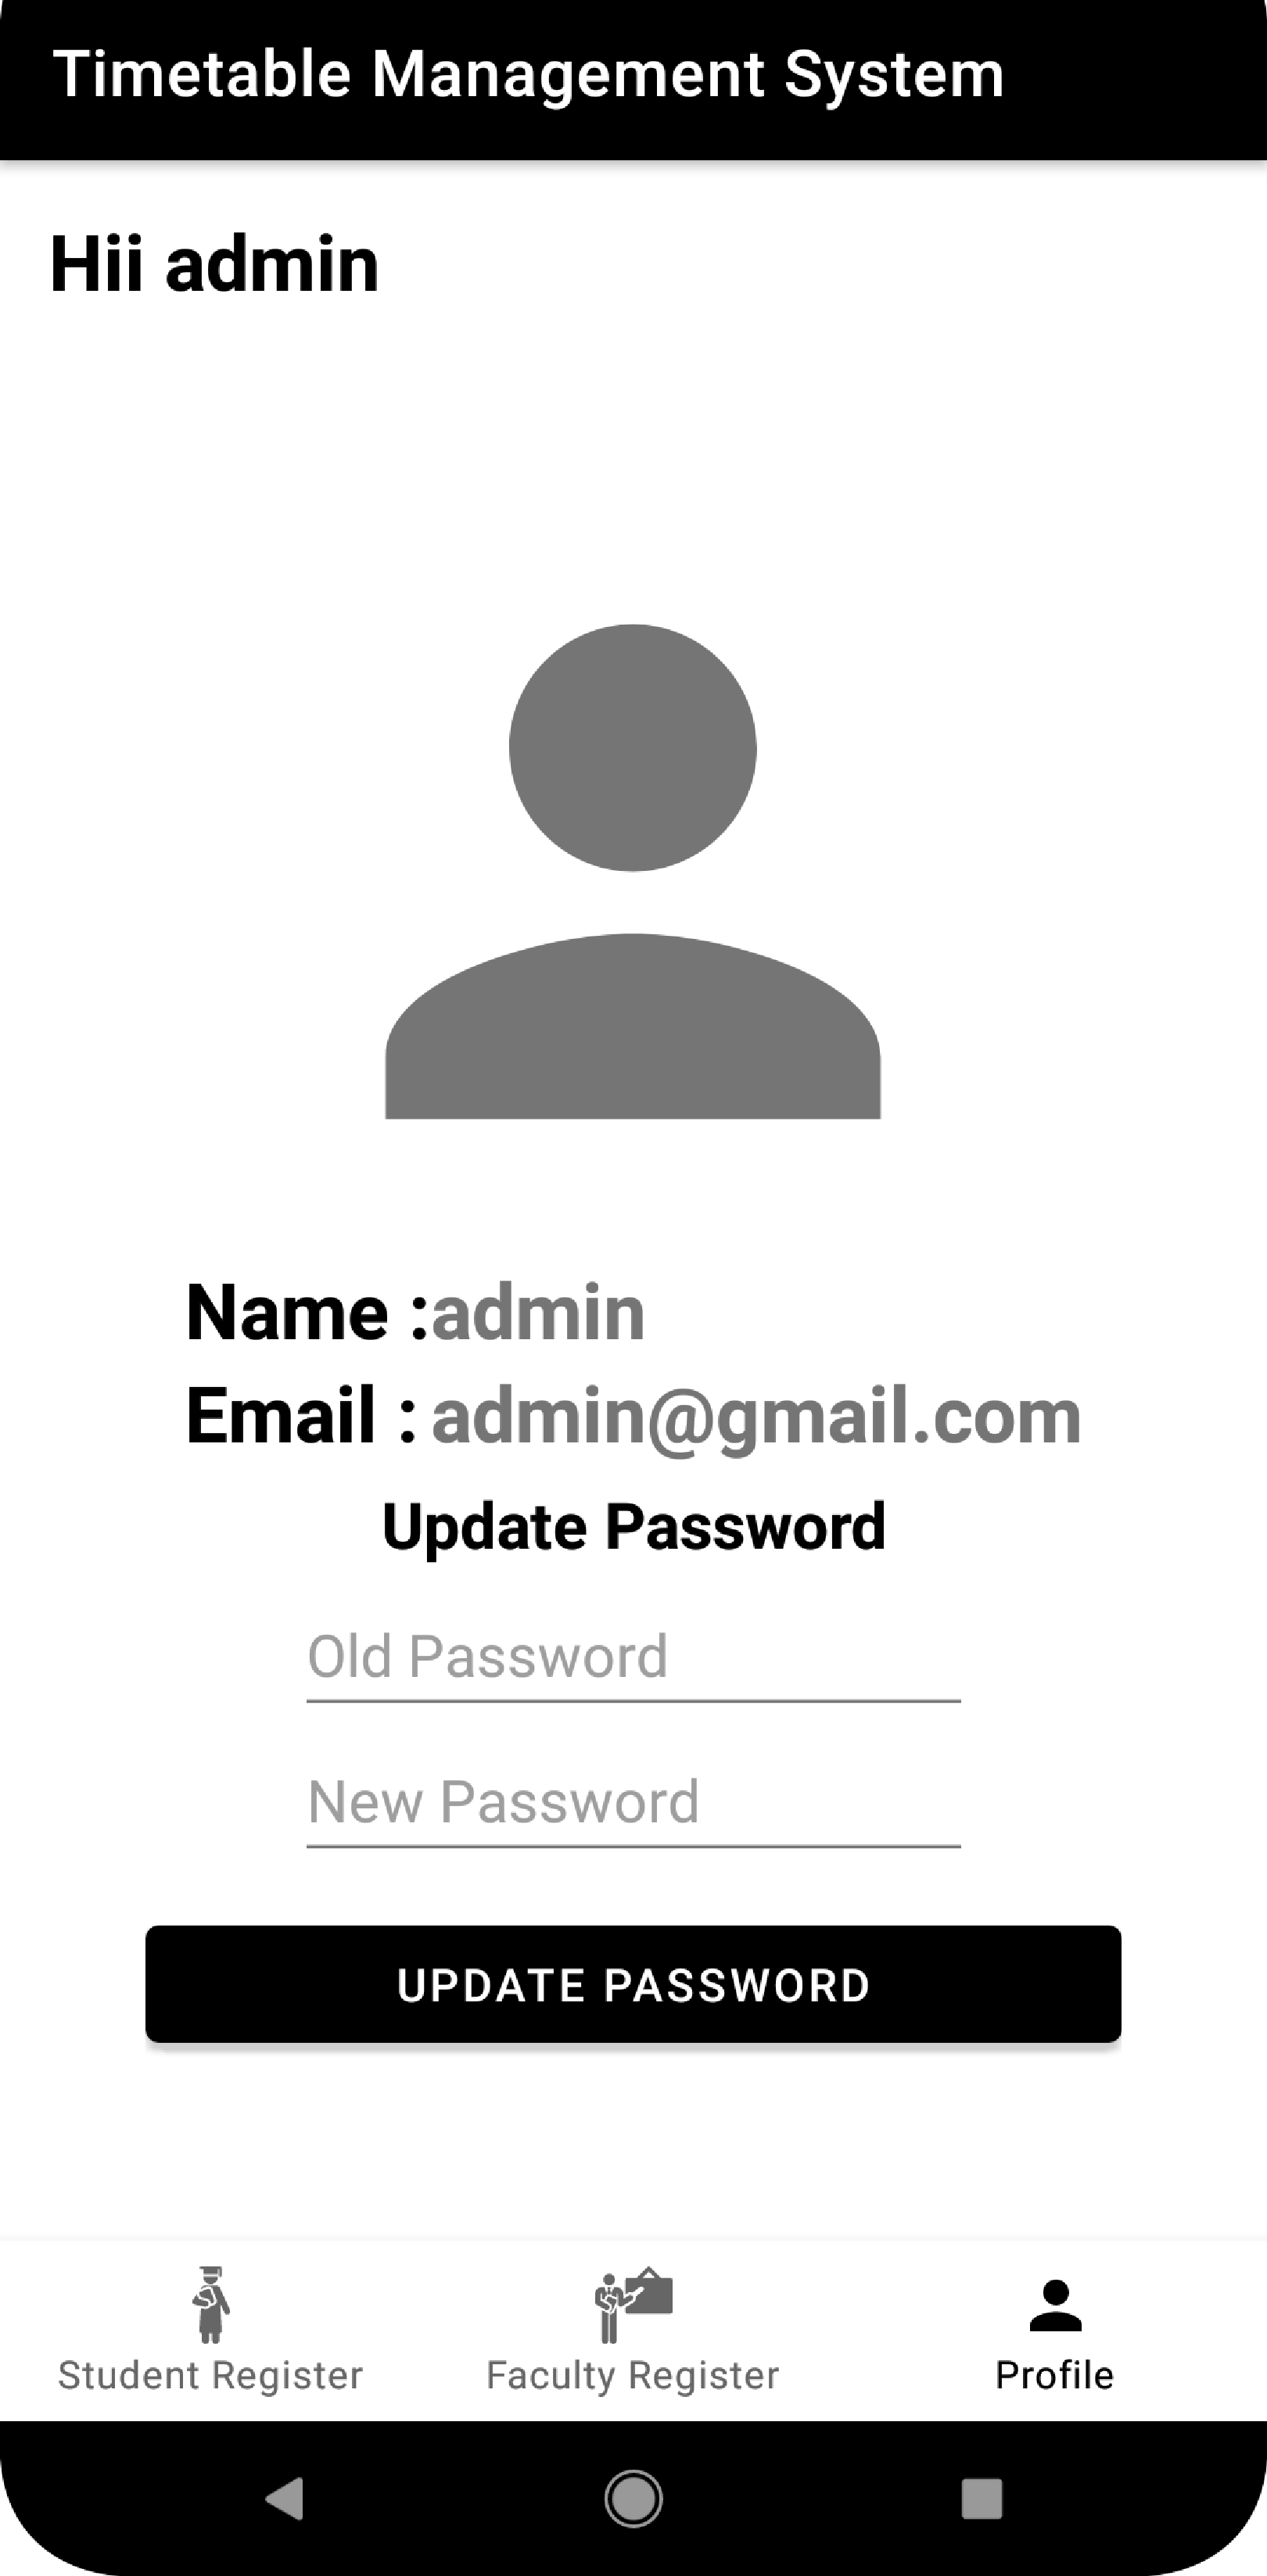 Timetable Management System
Hii admin
Name :admin
Email : admin@gmail.com
Update Password
Old Password
New Password
UPDATE PASSWORD
Student Register Faculty Register Profile